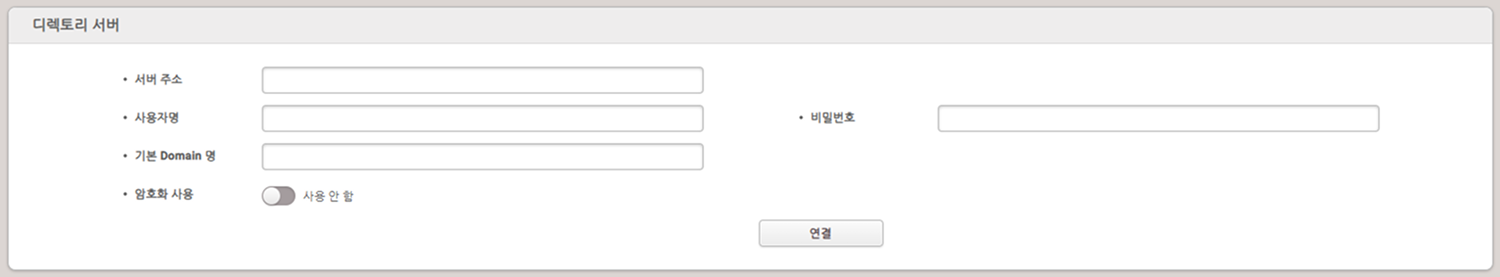 디렉토리 서버
• 서버 주소
• 사용자명
• 비밀번호
• 기본 Domain 명
• 암호화 사용 사용 안 함
연결